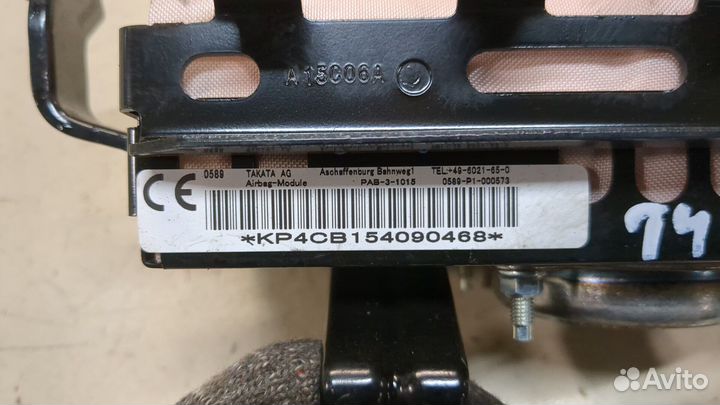 A15C06A
CE 0589 TAKATA AG Aschaffenburg Bahnweg1 TEL:+49-6021-65-0
Airbag-Module PAB-3-1015 0589-P1-000573
*KP4CB154090468*
14
Avito